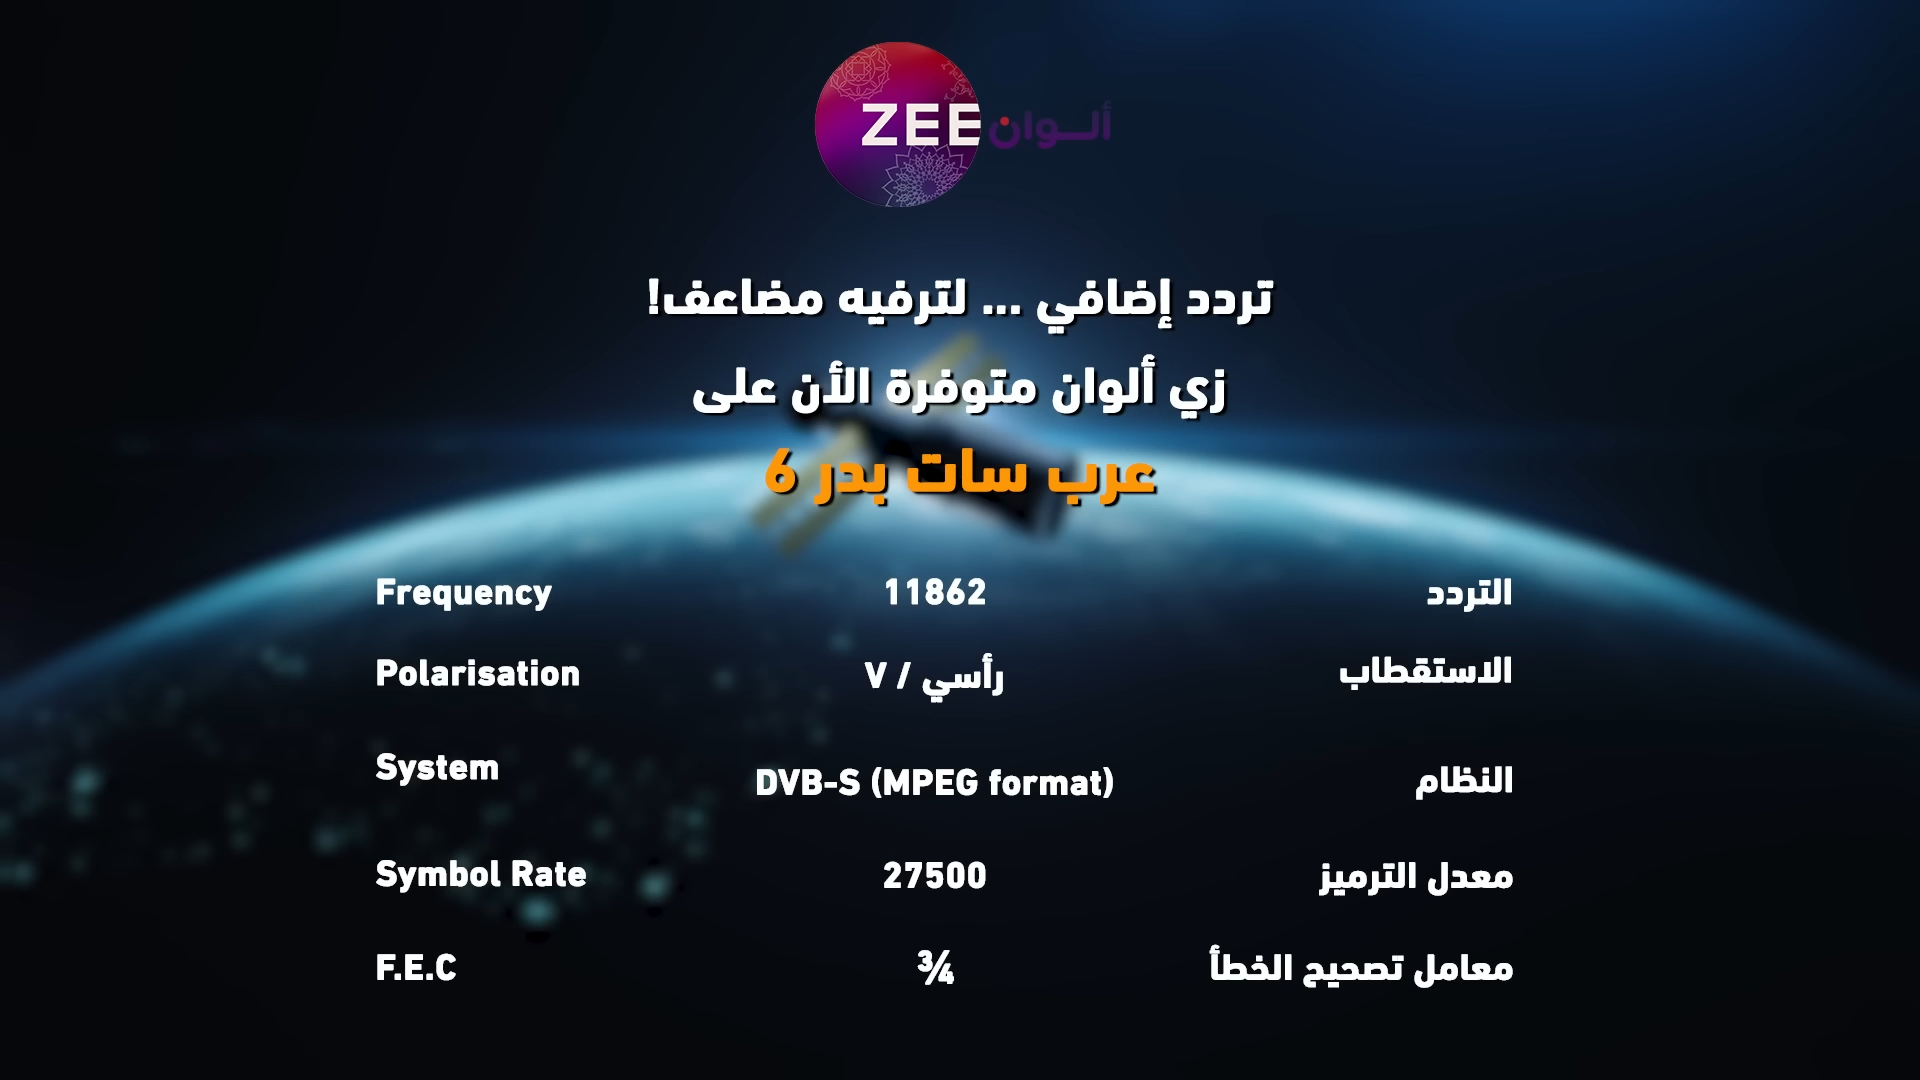 ZEE ألوان
تردد إضافي ... لترفيه مضاعف!
زي ألوان متوفرة الأن على
عرب سات بدر 6
Frequency 11862 التردد
Polarisation رأسي / V الاستقطاب
System DVB-S (MPEG format) النظام
Symbol Rate 27500 معدل الترميز
F.E.C ¾ معامل تصحيح الخطأ